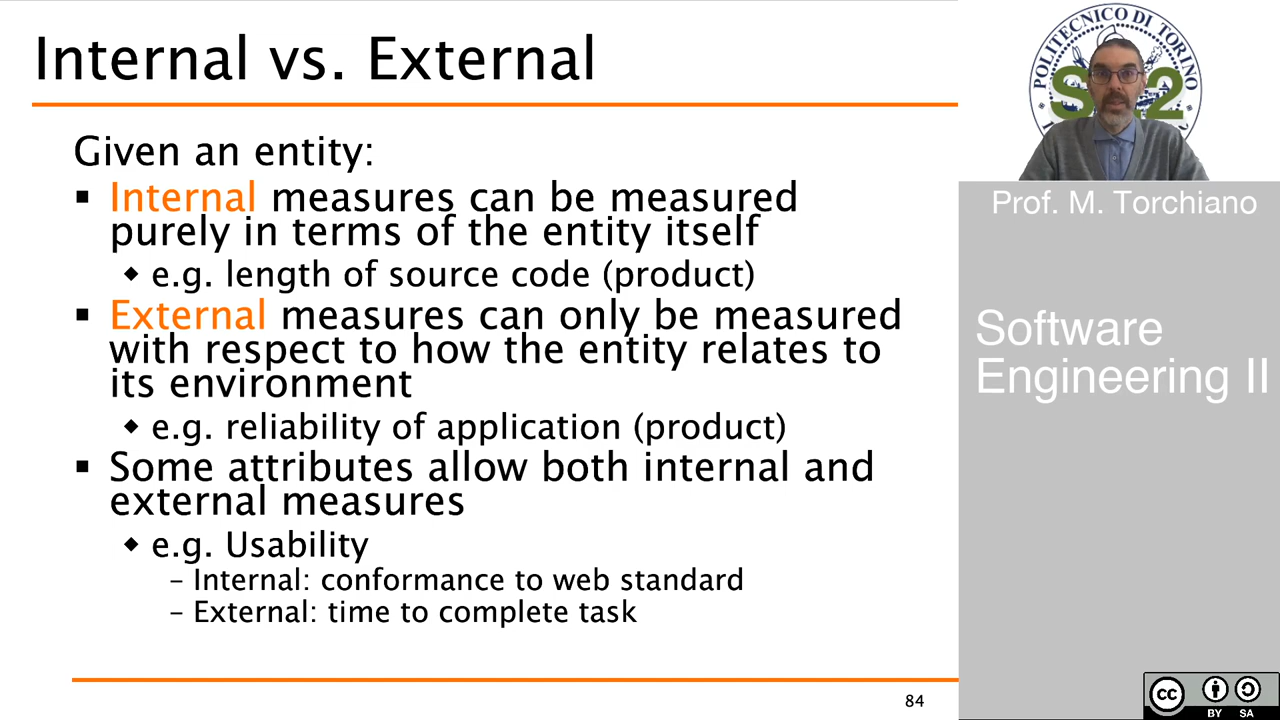 Internal vs. External
Given an entity:
▪ Internal measures can be measured
purely in terms of the entity itself
◆ e.g. length of source code (product)
▪ External measures can only be measured
with respect to how the entity relates to
its environment
◆ e.g. reliability of application (product)
▪ Some attributes allow both internal and
external measures
◆ e.g. Usability
– Internal: conformance to web standard
– External: time to complete task
84
POLITECNICO DI TORINO
Prof. M. Torchiano
Software
Engineering II
cc
BY SA